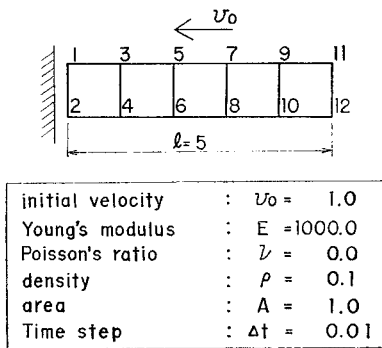 v₀
1 3 5 7 9 11
2 4 6 8 10 12
ℓ=5
initial velocity : v₀ = 1.0
Young's modulus : E =1000.0
Poisson's ratio : ν = 0.0
density : ρ = 0.1
area : A = 1.0
Time step : Δt = 0.01